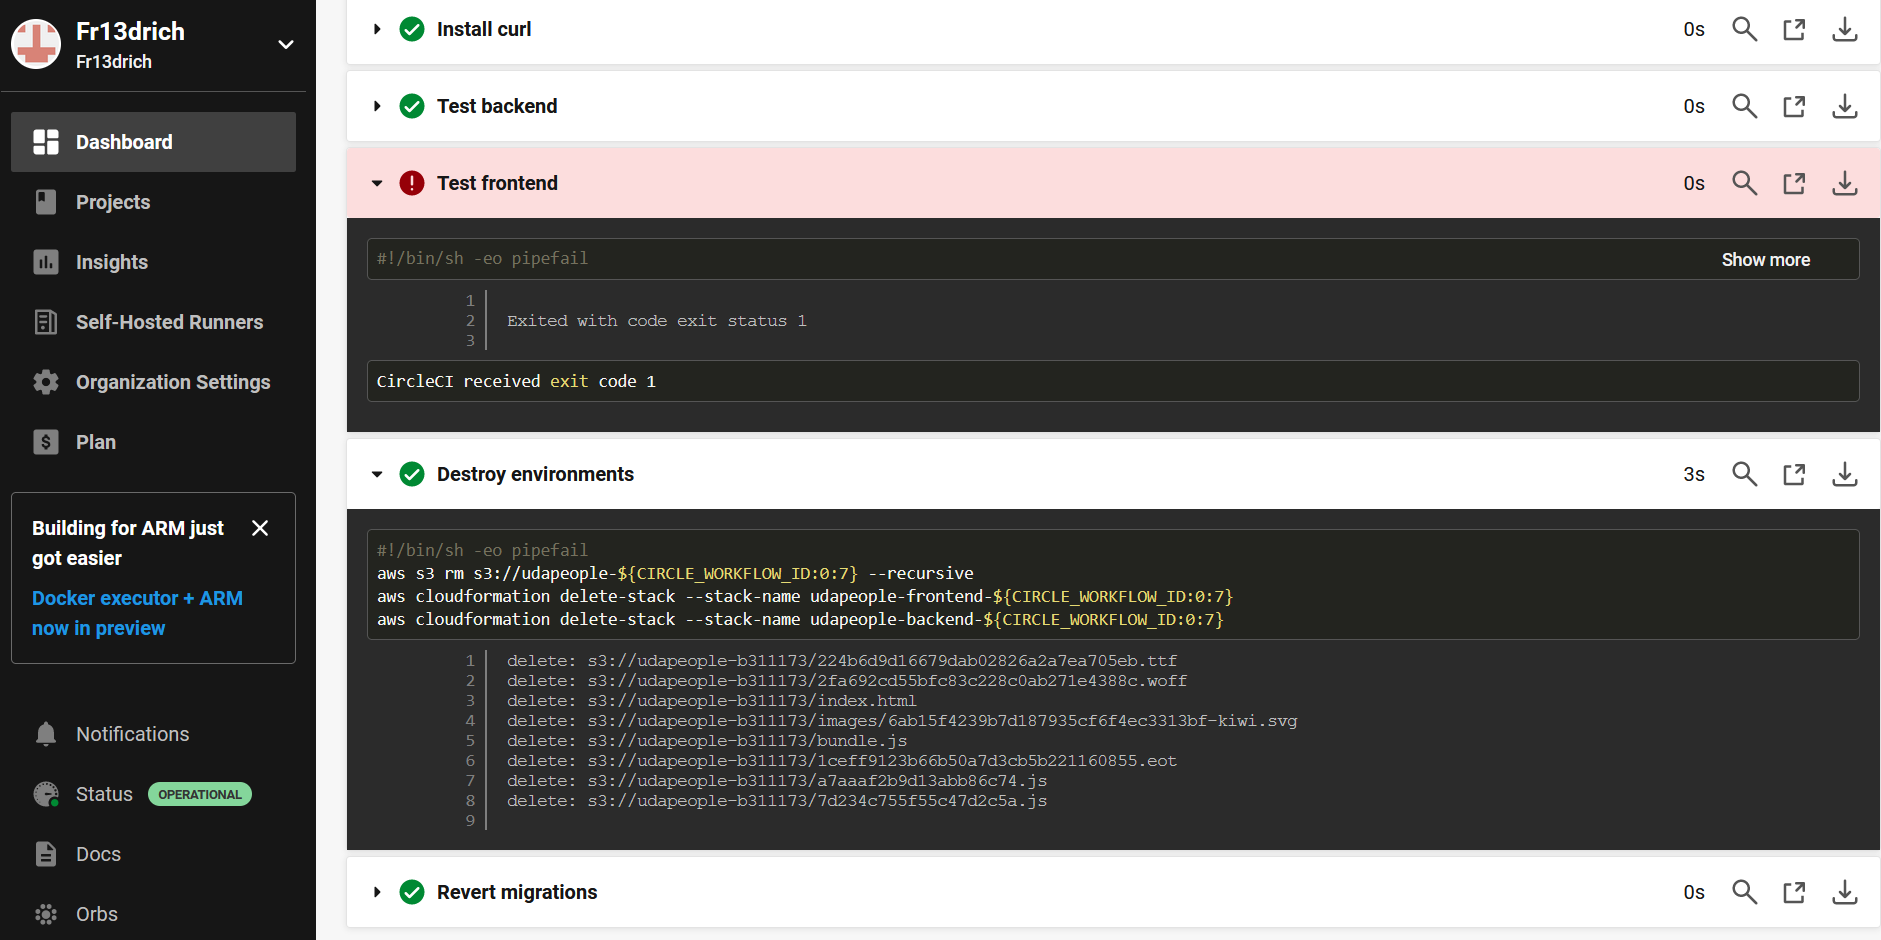 Fr13drich
Fr13drich
Dashboard
Projects
Insights
Self-Hosted Runners
Organization Settings
Plan
Building for ARM just
got easier
Docker executor + ARM
now in preview
Notifications
Status OPERATIONAL
Docs
Orbs
Install curl 0s
Test backend 0s
Test frontend 0s
#!/bin/sh -eo pipefail Show more
1
2 Exited with code exit status 1
3
CircleCI received exit code 1
Destroy environments 3s
#!/bin/sh -eo pipefail
aws s3 rm s3://udapeople-${CIRCLE_WORKFLOW_ID:0:7} --recursive
aws cloudformation delete-stack --stack-name udapeople-frontend-${CIRCLE_WORKFLOW_ID:0:7}
aws cloudformation delete-stack --stack-name udapeople-backend-${CIRCLE_WORKFLOW_ID:0:7}
1 delete: s3://udapeople-b311173/224b6d9d16679dab02826a2a7ea705eb.ttf
2 delete: s3://udapeople-b311173/2fa692cd55bfc83c228c0ab271e4388c.woff
3 delete: s3://udapeople-b311173/index.html
4 delete: s3://udapeople-b311173/images/6ab15f4239b7d187935cf6f4ec3313bf-kiwi.svg
5 delete: s3://udapeople-b311173/bundle.js
6 delete: s3://udapeople-b311173/1ceff9123b66b50a7d3cb5b221160855.eot
7 delete: s3://udapeople-b311173/a7aaaf2b9d13abb86c74.js
8 delete: s3://udapeople-b311173/7d234c755f55c47d2c5a.js
9
Revert migrations 0s